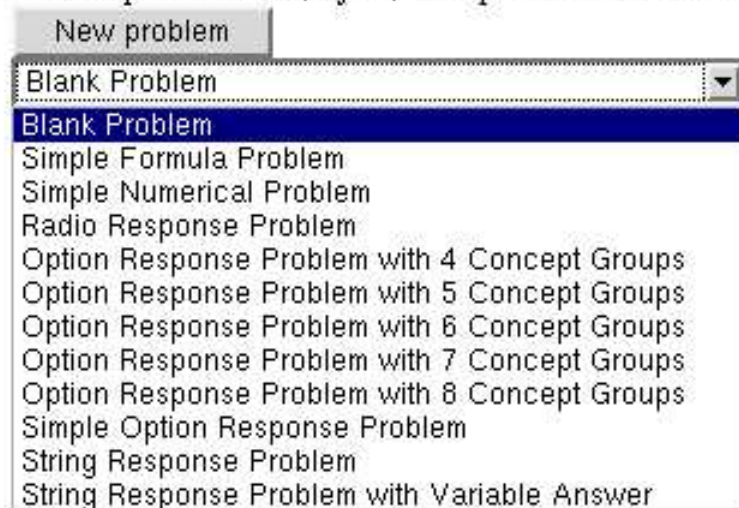 New problem
Blank Problem
Blank Problem
Simple Formula Problem
Simple Numerical Problem
Radio Response Problem
Option Response Problem with 4 Concept Groups
Option Response Problem with 5 Concept Groups
Option Response Problem with 6 Concept Groups
Option Response Problem with 7 Concept Groups
Option Response Problem with 8 Concept Groups
Simple Option Response Problem
String Response Problem
String Response Problem with Variable Answer